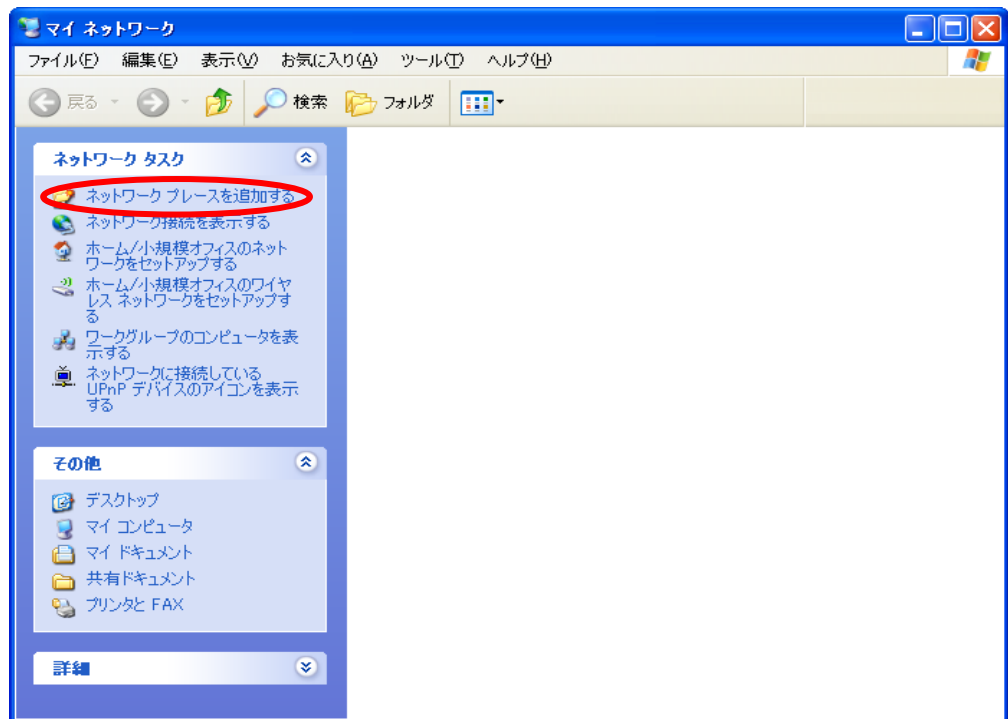 マイ ネットワーク
ファイル(F) 編集(E) 表示(V) お気に入り(A) ツール(T) ヘルプ(H)
戻る 検索 フォルダ
ネットワーク タスク
ネットワーク プレースを追加する
ネットワーク接続を表示する
ホーム/小規模オフィスのネット
ワークをセットアップする
ホーム/小規模オフィスのワイヤ
レス ネットワークをセットアップす
る
ワークグループのコンピュータを表
示する
ネットワークに接続している
UPnP デバイスのアイコンを表示
する
その他
デスクトップ
マイ コンピュータ
マイ ドキュメント
共有ドキュメント
プリンタと FAX
詳細